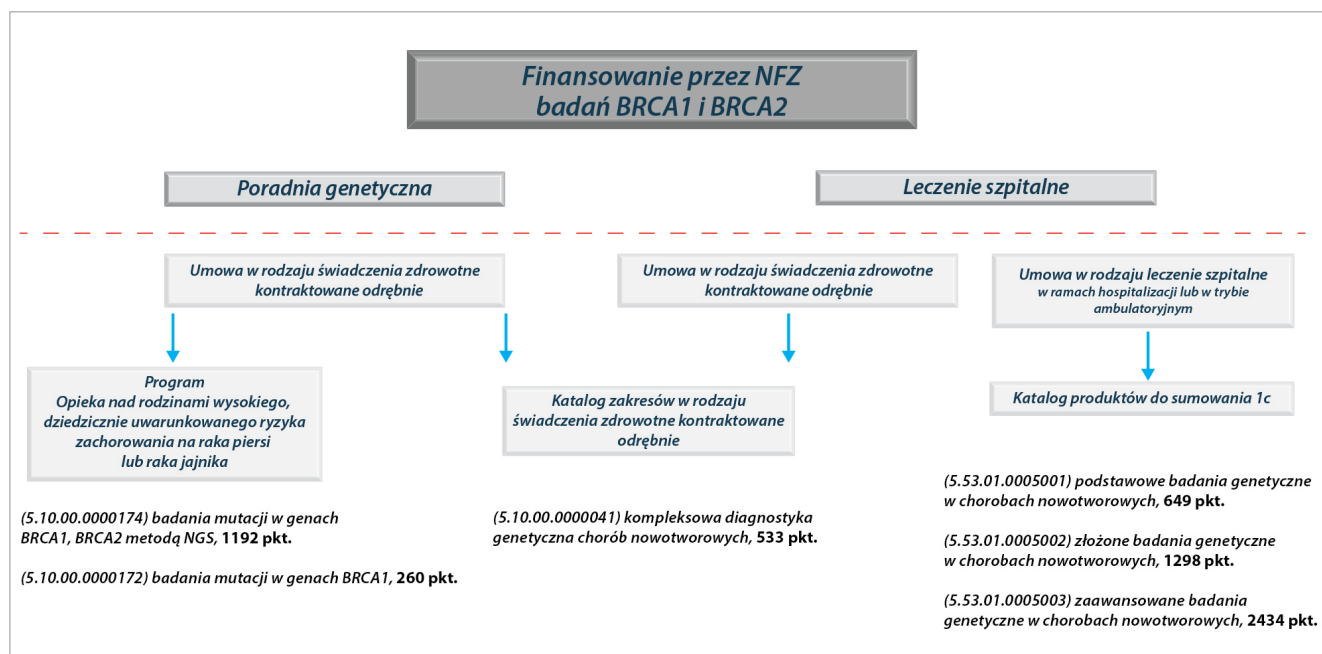 Finansowanie przez NFZ
badań BRCA1 i BRCA2
Poradnia genetyczna
Leczenie szpitalne
Umowa w rodzaju świadczenia zdrowotne
kontraktowane odrębnie
Umowa w rodzaju świadczenia zdrowotne
kontraktowane odrębnie
Umowa w rodzaju leczenie szpitalne
w ramach hospitalizacji lub w trybie
ambulatoryjnym
Program
Opieka nad rodzinami wysokiego,
dziedzicznie uwarunkowanego ryzyka
zachorowania na raka piersi
lub raka jajnika
Katalog zakresów w rodzaju
świadczenia zdrowotne kontraktowane
odrębnie
Katalog produktów do sumowania 1c
(5.10.00.0000174) badania mutacji w genach
BRCA1, BRCA2 metodą NGS, 1192 pkt.
(5.10.00.0000172) badania mutacji w genach BRCA1, 260 pkt.
(5.10.00.0000041) kompleksowa diagnostyka
genetyczna chorób nowotworowych, 533 pkt.
(5.53.01.0005001) podstawowe badania genetyczne
w chorobach nowotworowych, 649 pkt.
(5.53.01.0005002) złożone badania genetyczne
w chorobach nowotworowych, 1298 pkt.
(5.53.01.0005003) zaawansowane badania
genetyczne w chorobach nowotworowych, 2434 pkt.